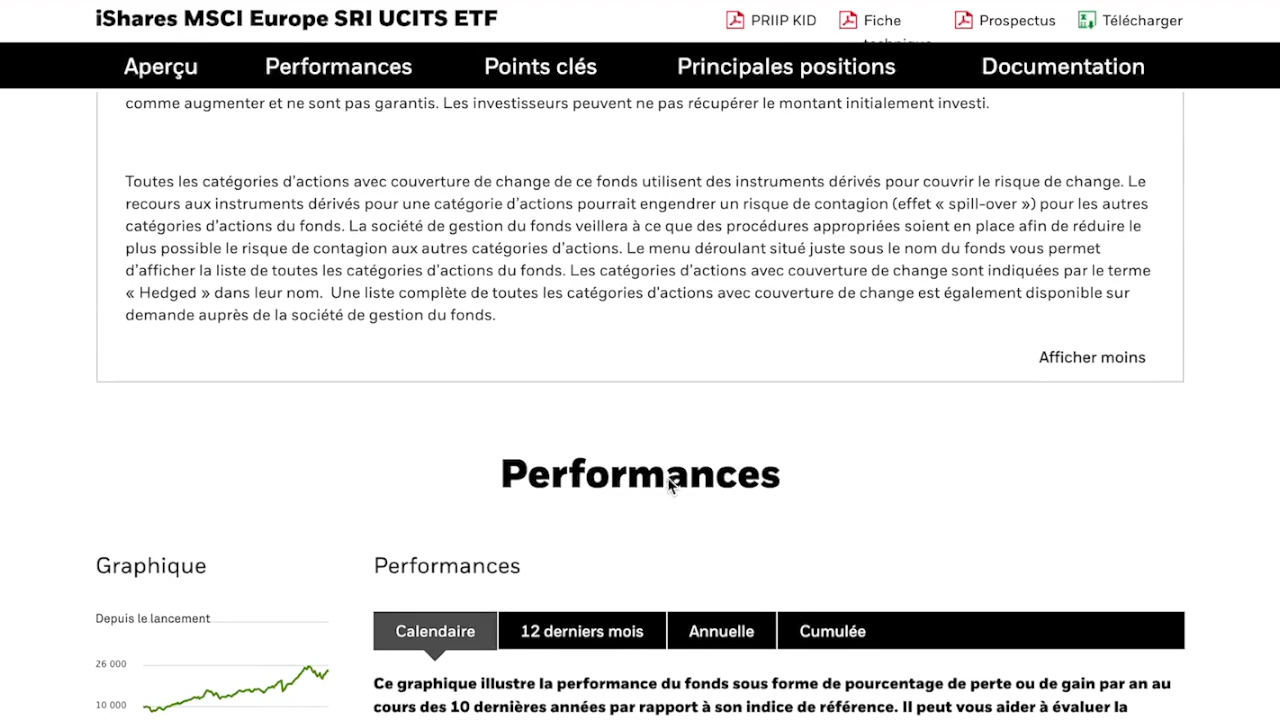 iShares MSCI Europe SRI UCITS ETF
PRIIP KID
Fiche
Prospectus
Télécharger
Aperçu
Performances
Points clés
Principales positions
Documentation
comme augmenter et ne sont pas garantis. Les investisseurs peuvent ne pas récupérer le montant initialement investi.
Toutes les catégories d’actions avec couverture de change de ce fonds utilisent des instruments dérivés pour couvrir le risque de change. Le
recours aux instruments dérivés pour une catégorie d’actions pourrait engendrer un risque de contagion (effet « spill-over ») pour les autres
catégories d’actions du fonds. La société de gestion du fonds veillera à ce que des procédures appropriées soient en place afin de réduire le
plus possible le risque de contagion aux autres catégories d’actions. Le menu déroulant situé juste sous le nom du fonds vous permet
d’afficher la liste de toutes les catégories d’actions du fonds. Les catégories d’actions avec couverture de change sont indiquées par le terme
« Hedged » dans leur nom.  Une liste complète de toutes les catégories d'actions avec couverture de change est également disponible sur
demande auprès de la société de gestion du fonds.
Afficher moins
Performances
Graphique
Performances
Depuis le lancement
26 000
10 000
Calendaire
12 derniers mois
Annuelle
Cumulée
Ce graphique illustre la performance du fonds sous forme de pourcentage de perte ou de gain par an au
cours des 10 dernières années par rapport à son indice de référence. Il peut vous aider à évaluer la